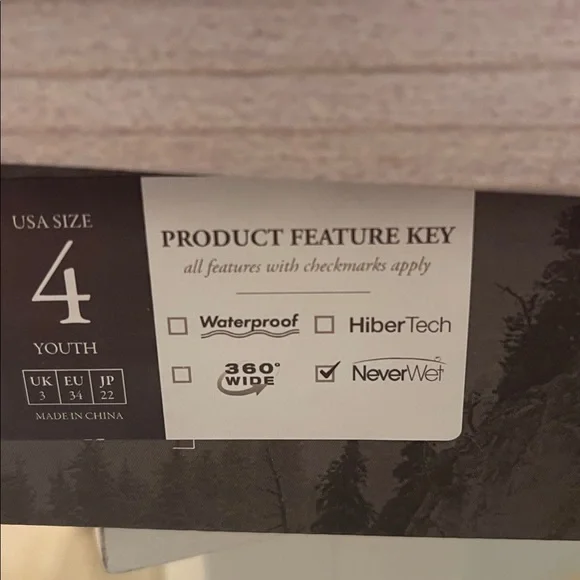 USA SIZE
4
YOUTH
UK EU JP
3 34 22
MADE IN CHINA
PRODUCT FEATURE KEY
all features with checkmarks apply
Waterproof
HiberTech
360°
WIDE
NeverWet